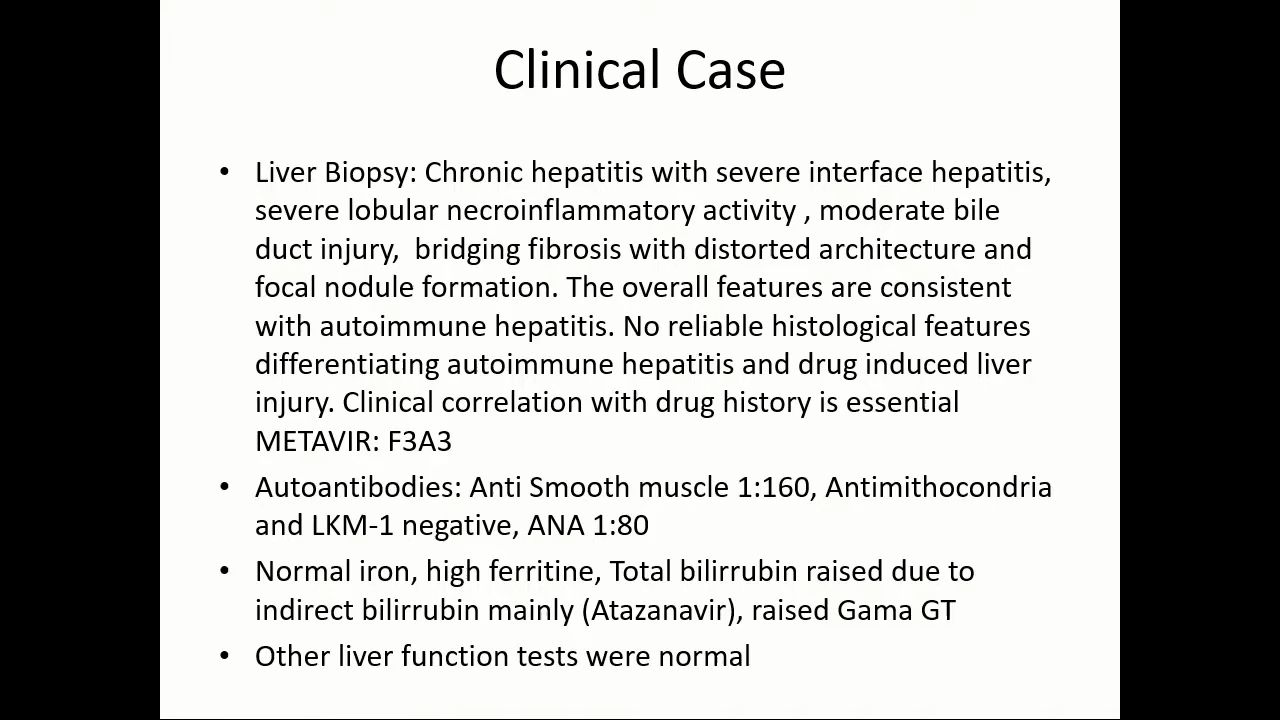 Clinical Case
• Liver Biopsy: Chronic hepatitis with severe interface hepatitis,
severe lobular necroinflammatory activity , moderate bile
duct injury,  bridging fibrosis with distorted architecture and
focal nodule formation. The overall features are consistent
with autoimmune hepatitis. No reliable histological features
differentiating autoimmune hepatitis and drug induced liver
injury. Clinical correlation with drug history is essential
METAVIR: F3A3
• Autoantibodies: Anti Smooth muscle 1:160, Antimithocondria
and LKM-1 negative, ANA 1:80
• Normal iron, high ferritine, Total bilirrubin raised due to
indirect bilirrubin mainly (Atazanavir), raised Gama GT
• Other liver function tests were normal